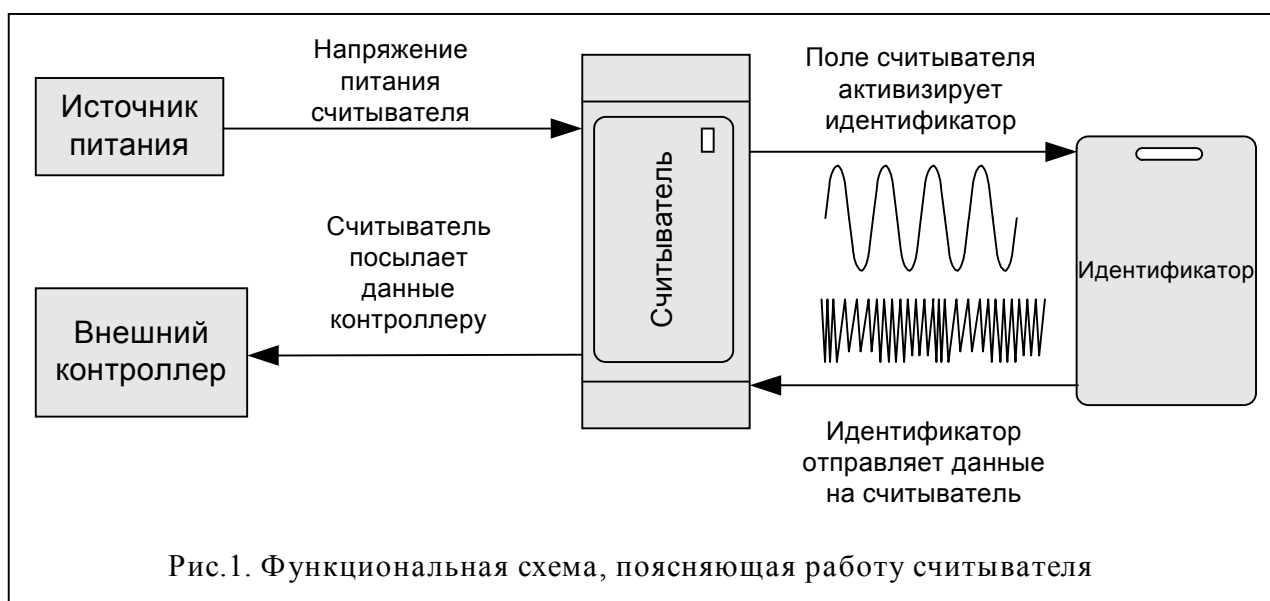 Напряжение
питания
считывателя
Источник
питания
Считыватель
посылает
данные
контроллеру
Внешний
контроллер
Считыватель
Поле считывателя
активизирует
идентификатор
Идентификатор
Идентификатор
отправляет данные
на считыватель
Рис.1. Функциональная схема, поясняющая работу считывателя